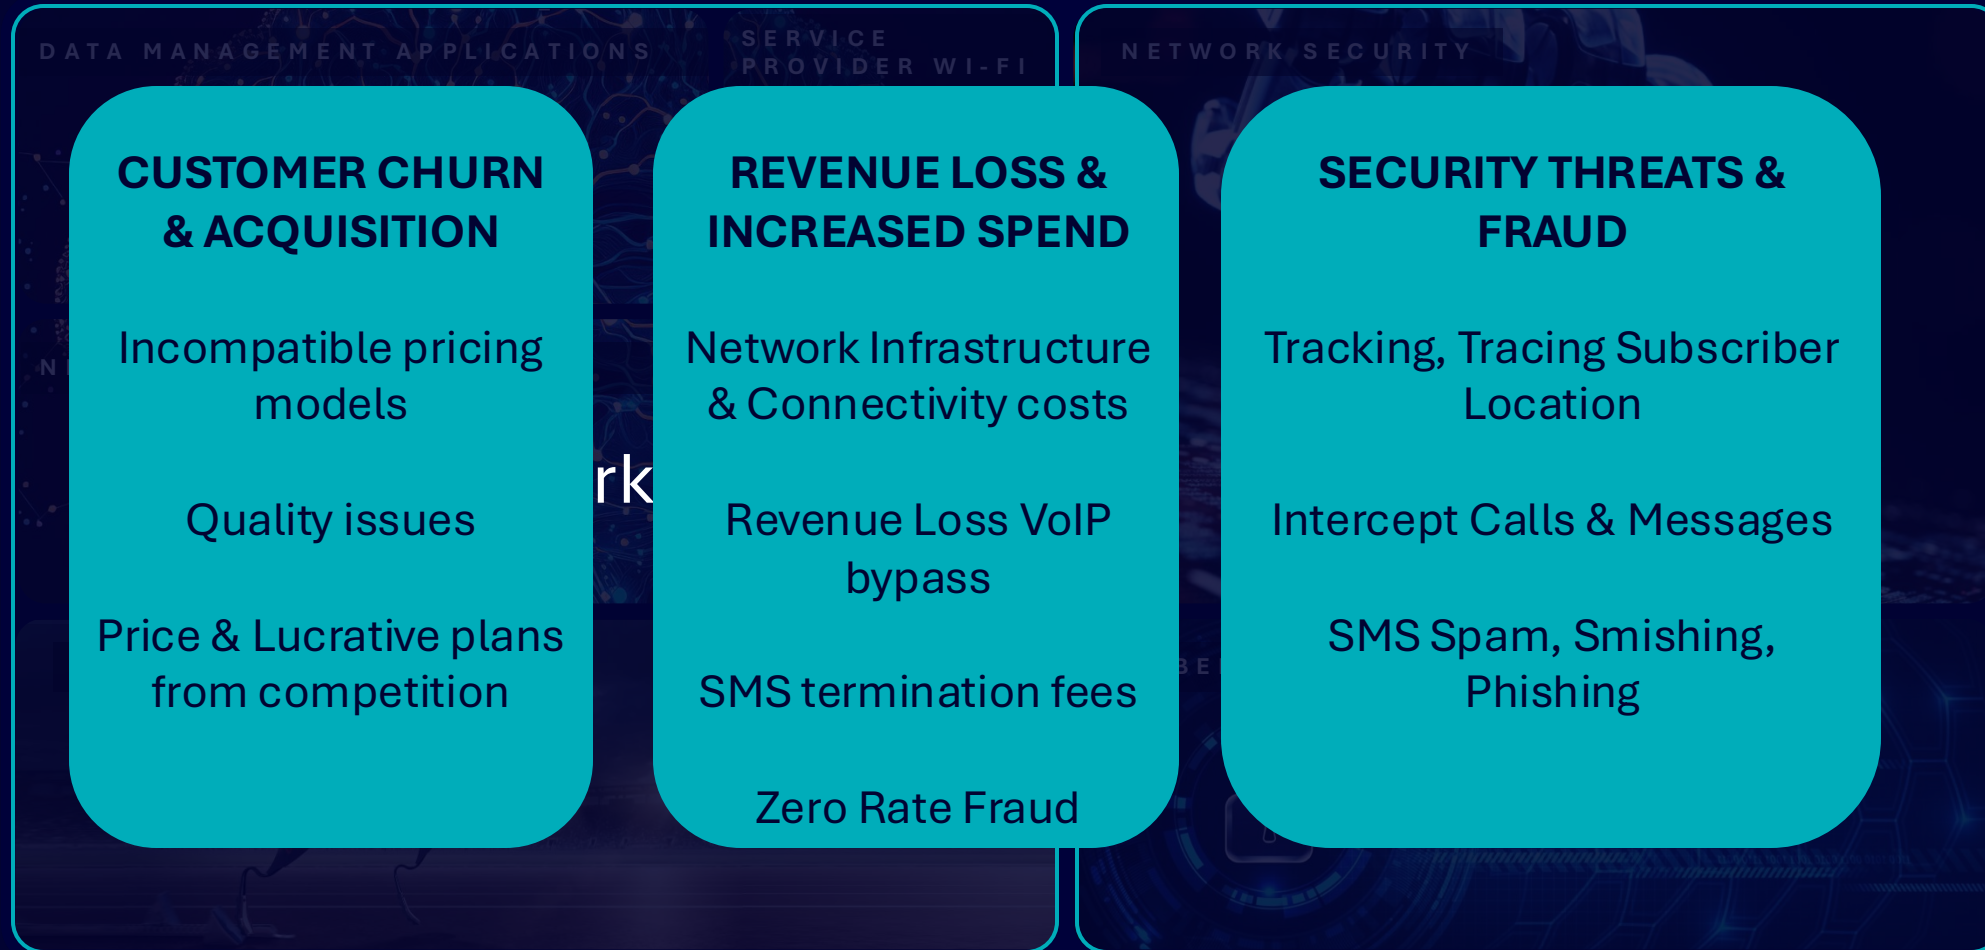 DATA MANAGEMENT APPLICATIONS
SERVICE
PROVIDER WI-FI
NETWORK SECURITY
CUSTOMER CHURN
& ACQUISITION
Incompatible pricing
models
Quality issues
Price & Lucrative plans
from competition
rk
REVENUE LOSS &
INCREASED SPEND
Network Infrastructure
& Connectivity costs
Revenue Loss VoIP
bypass
SMS termination fees
Zero Rate Fraud
SECURITY THREATS &
FRAUD
Tracking, Tracing Subscriber
Location
Intercept Calls & Messages
SMS Spam, Smishing,
Phishing